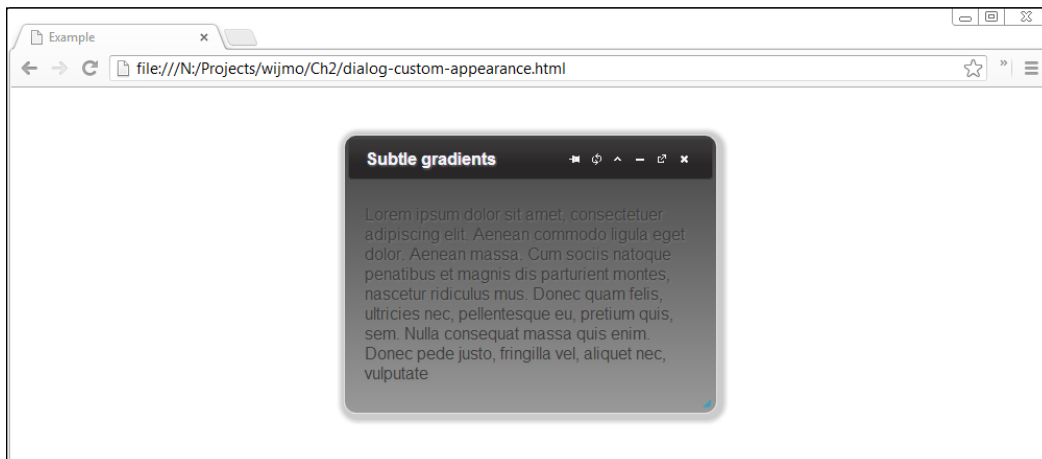 Example
file:///N:/Projects/wijmo/Ch2/dialog-custom-appearance.html
Subtle gradients
Lorem ipsum dolor sit amet, consectetuer
adipiscing elit. Aenean commodo ligula eget
dolor. Aenean massa. Cum sociis natoque
penatibus et magnis dis parturient montes,
nascetur ridiculus mus. Donec quam felis,
ultricies nec, pellentesque eu, pretium quis,
sem. Nulla consequat massa quis enim.
Donec pede justo, fringilla vel, aliquet nec,
vulputate